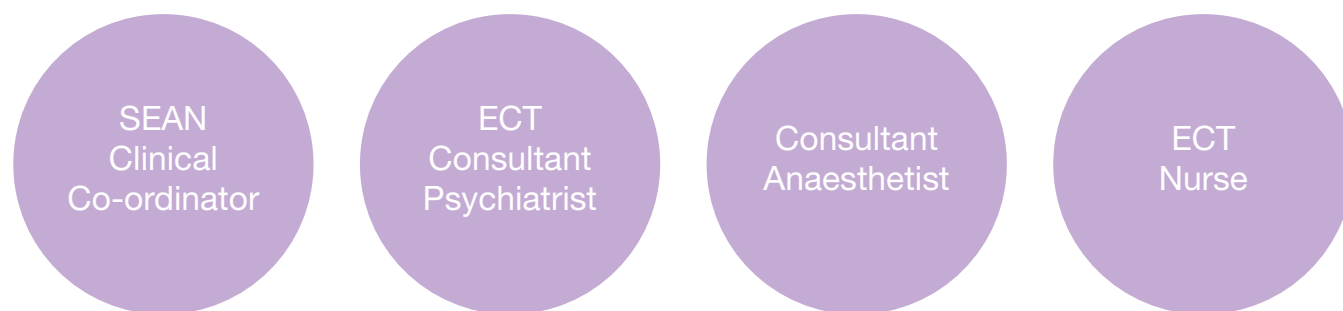 SEAN
Clinical
Co-ordinator
ECT
Consultant
Psychiatrist
Consultant
Anaesthetist
ECT
Nurse